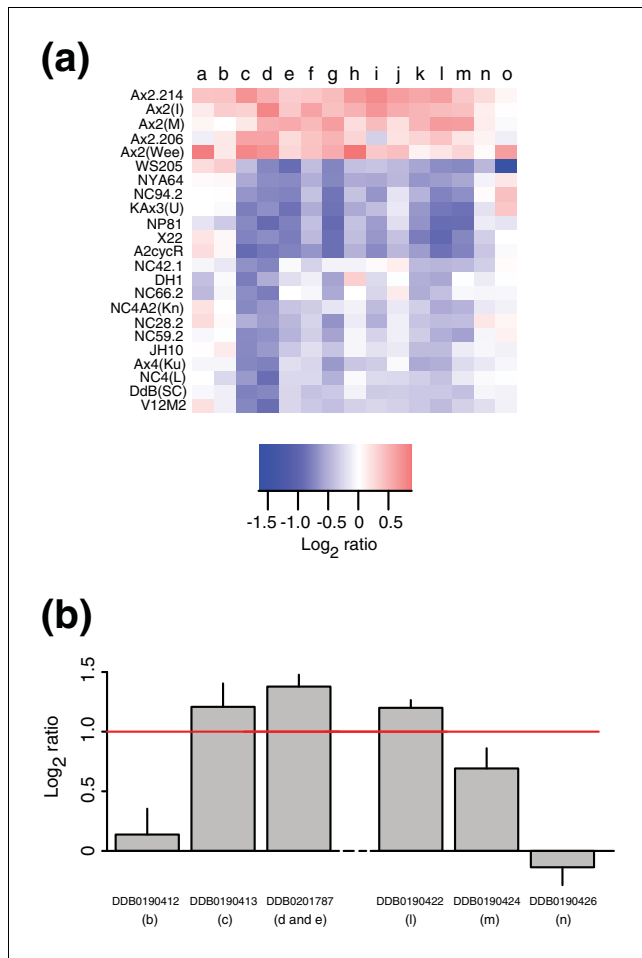 (a)
a b c d e f g h i j k l m n o
Ax2.214
Ax2(I)
Ax2(M)
Ax2.206
Ax2(Wee)
WS205
NYA64
NC94.2
KAx3(U)
NP81
X22
A2cycR
NC42.1
DH1
NC66.2
NC4A2(Kn)
NC28.2
NC59.2
JH10
Ax4(Ku)
NC4(L)
DdB(SC)
V12M2
-1.5 -1.0 -0.5 0 0.5
Log2 ratio
(b)
1.5
1.0
0.5
0
Log2 ratio
DDB0190412 DDB0190413 DDB0201787 DDB0190422 DDB0190424 DDB0190426
(b) (c) (d and e) (l) (m) (n)